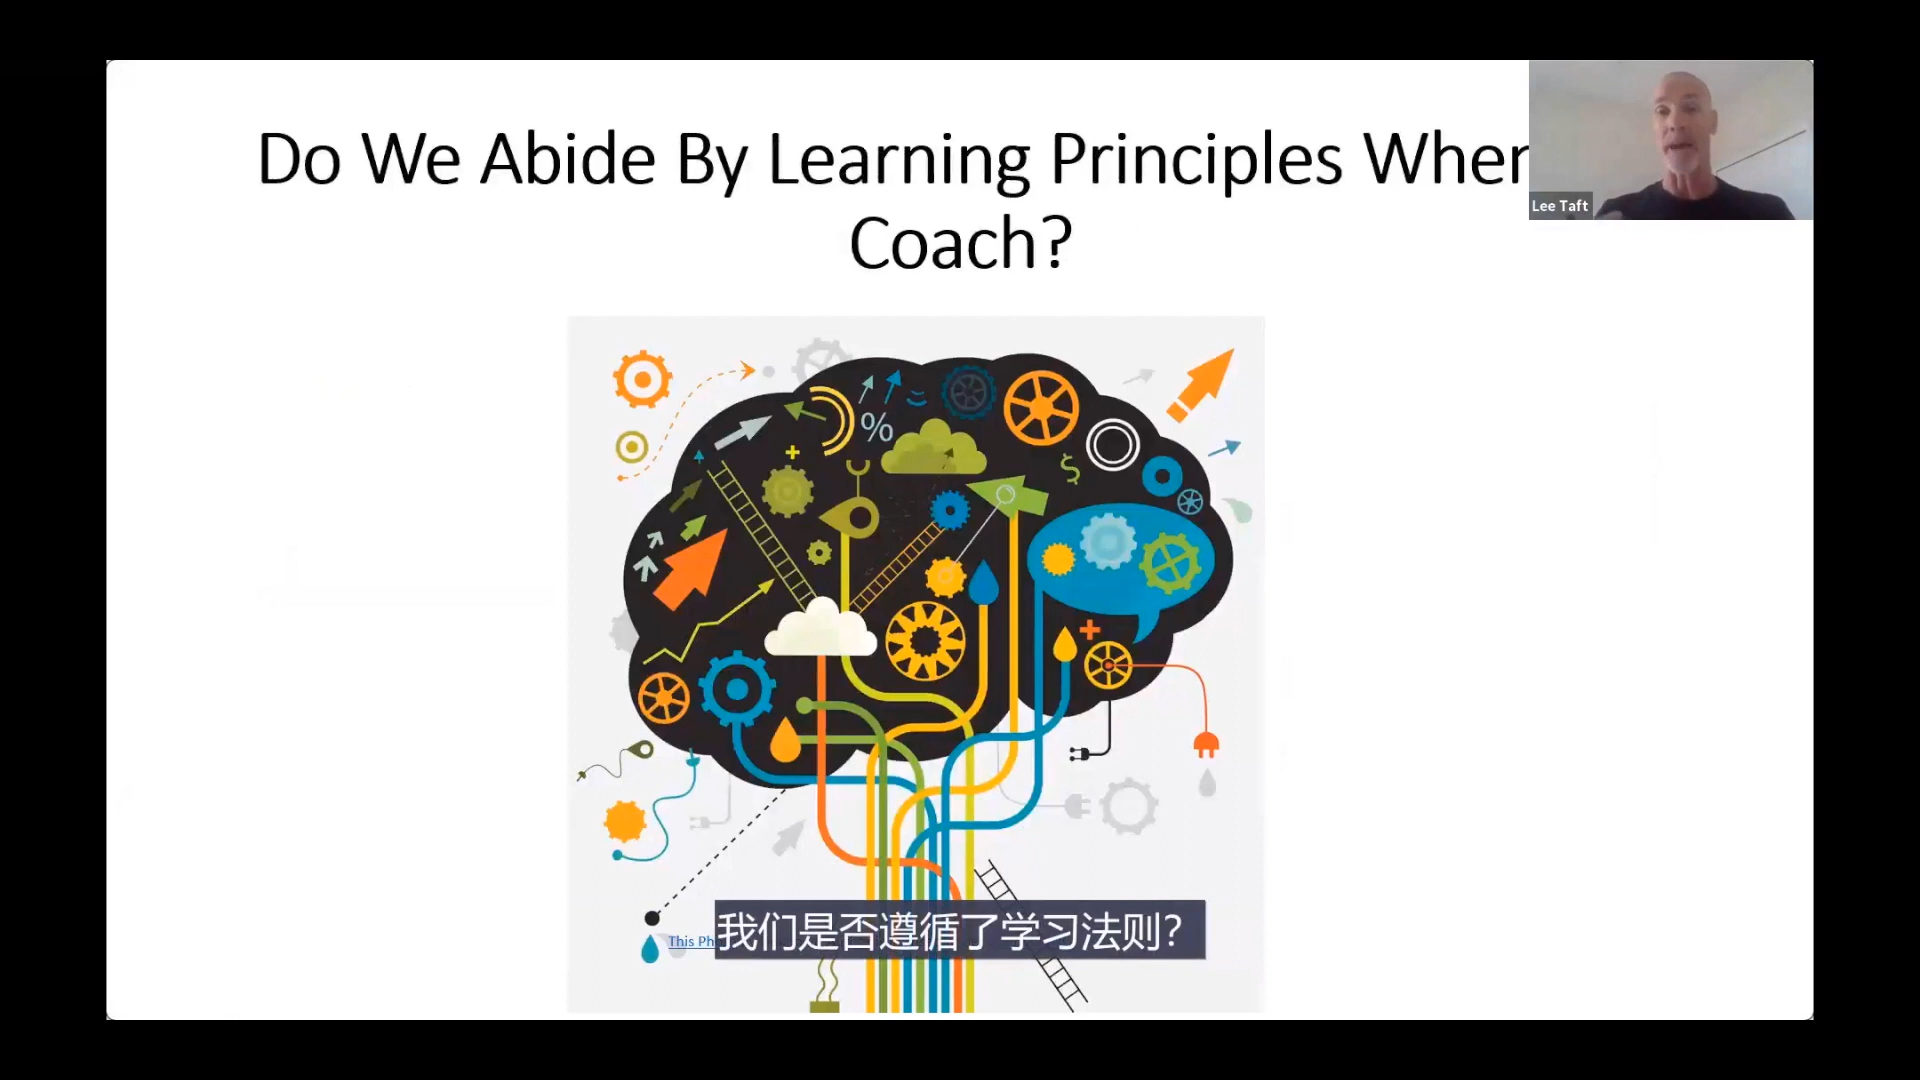 Do We Abide By Learning Principles When
Coach?
Lee Taft
%
$
This Ph
我们是否遵循了学习法则?